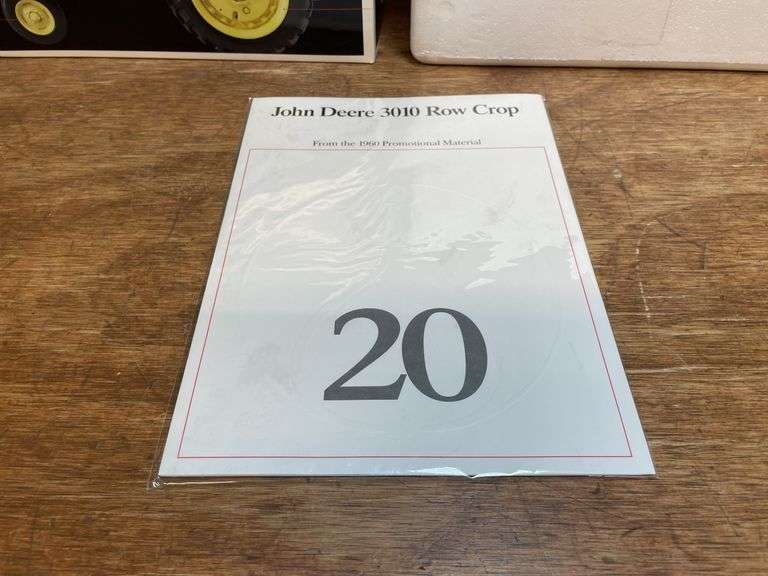 John Deere 3010 Row Crop
From the 1960 Promotional Material
20